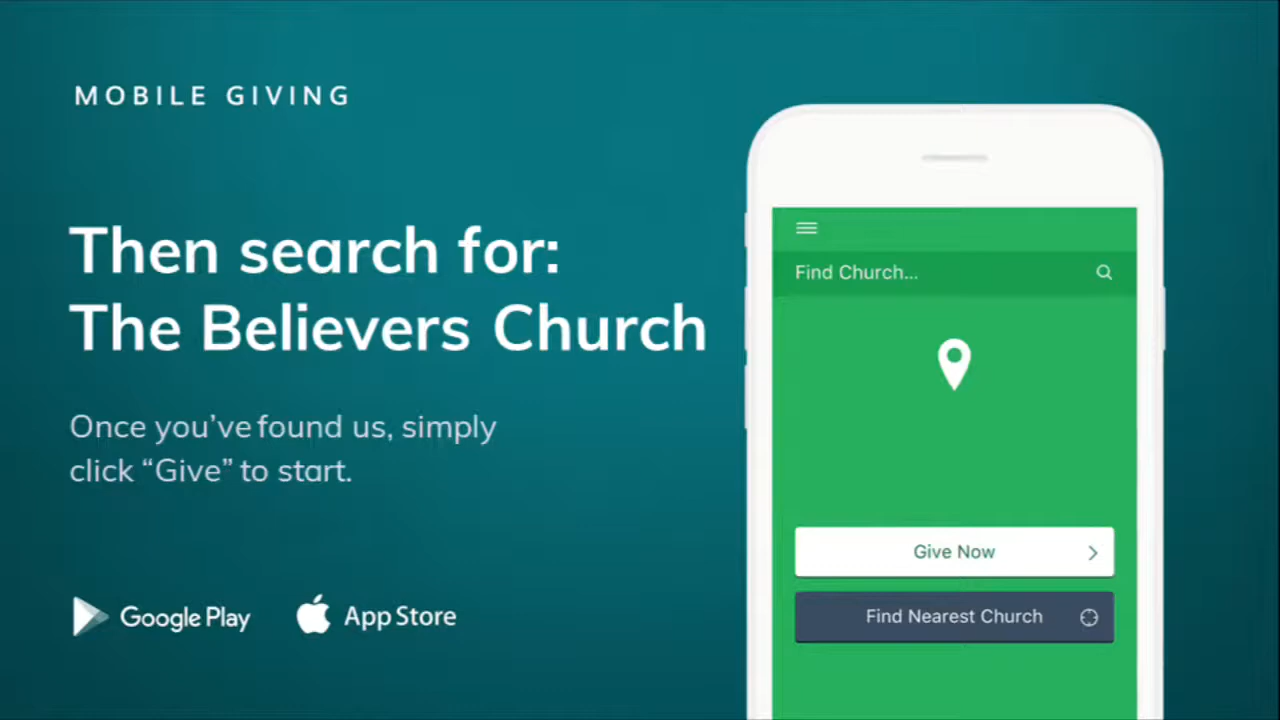 MOBILE GIVING
Then search for:
The Believers Church
Once you’ve found us, simply
click “Give” to start.
Google Play
App Store
Find Church...
Give Now
Find Nearest Church